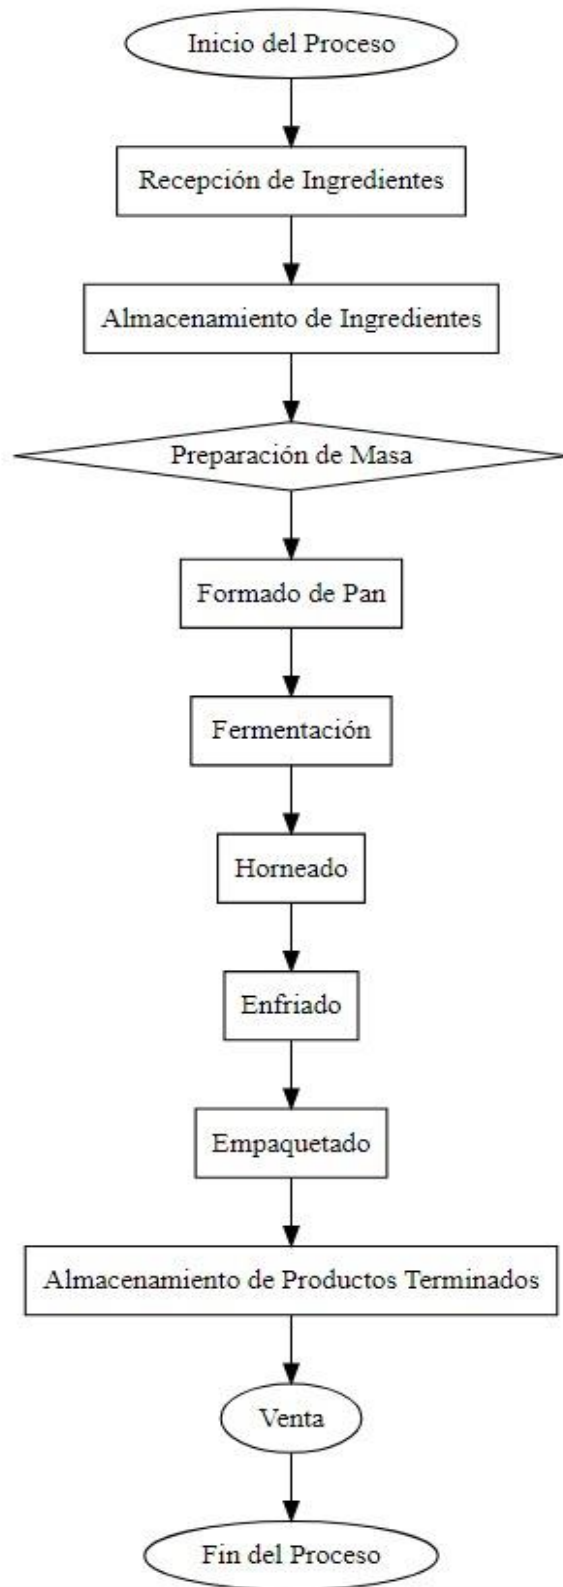 Inicio del Proceso
Recepción de Ingredientes
Almacenamiento de Ingredientes
Preparación de Masa
Formado de Pan
Fermentación
Horneado
Enfriado
Empaquetado
Almacenamiento de Productos Terminados
Venta
Fin del Proceso